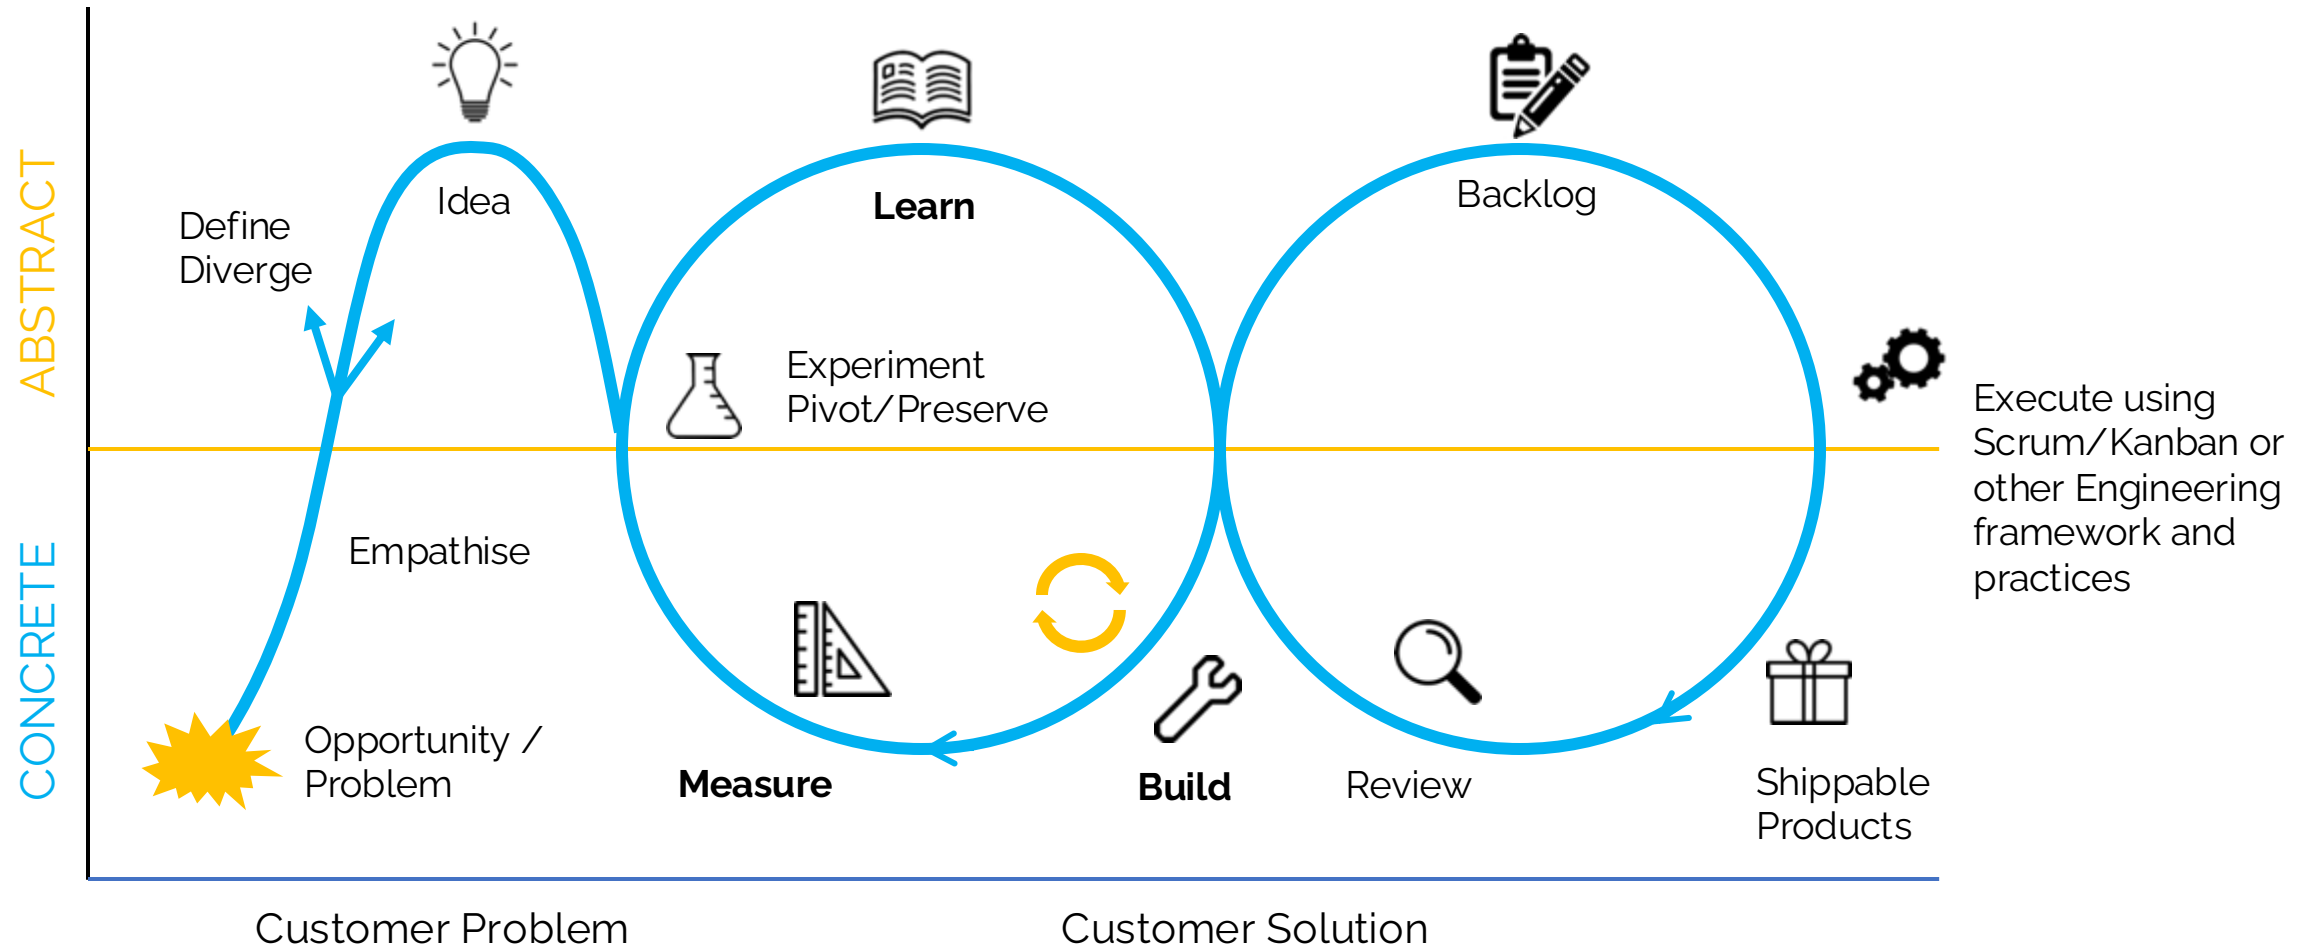 ABSTRACT
CONCRETE
Define
Diverge
Idea
Learn
Backlog
Experiment
Pivot/Preserve
Empathise
Execute using
Scrum/Kanban or
other Engineering
framework and
practices
Opportunity /
Problem
Measure
Build
Review
Shippable
Products
Customer Problem
Customer Solution